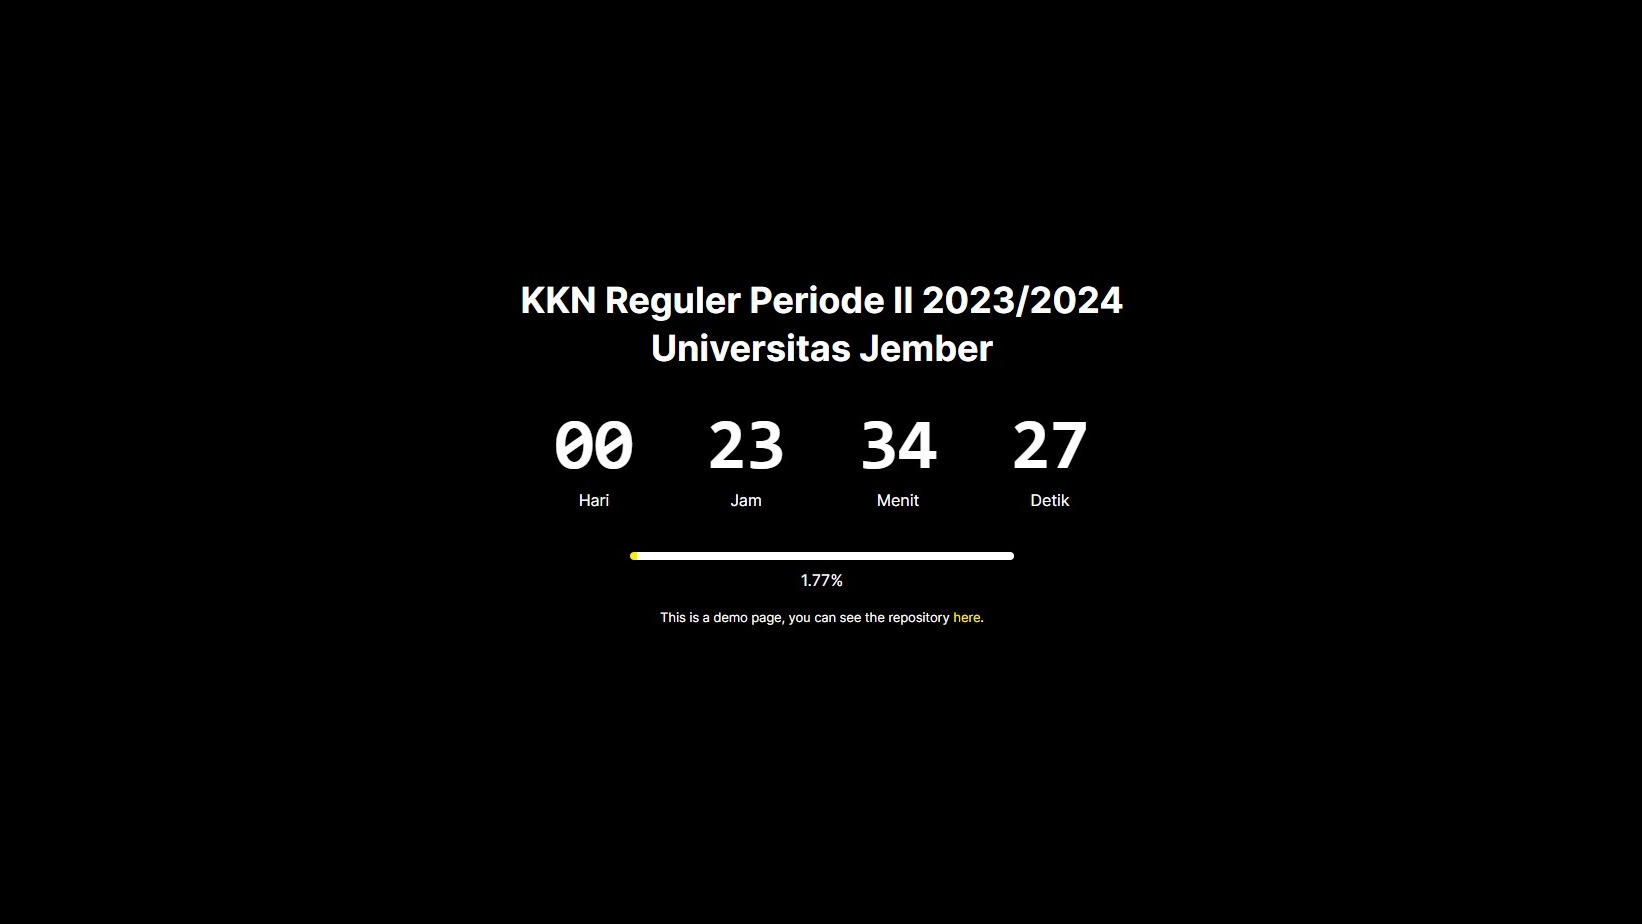 KKN Reguler Periode II 2023/2024
Universitas Jember
00 23 34 27
Hari Jam Menit Detik
1.77%
This is a demo page, you can see the repository here.